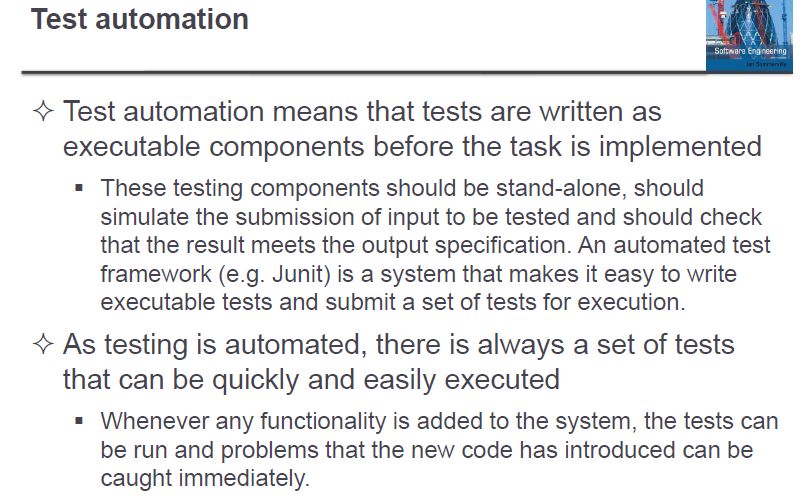 Test automation
Software Engineering
Ian Sommerville
✧ Test automation means that tests are written as
executable components before the task is implemented
▪ These testing components should be stand-alone, should
simulate the submission of input to be tested and should check
that the result meets the output specification. An automated test
framework (e.g. Junit) is a system that makes it easy to write
executable tests and submit a set of tests for execution.
✧ As testing is automated, there is always a set of tests
that can be quickly and easily executed
▪ Whenever any functionality is added to the system, the tests can
be run and problems that the new code has introduced can be
caught immediately.